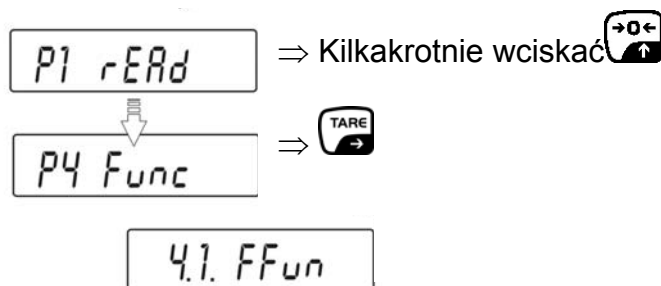 P1 rEAd ⇒ Kilkakrotnie wciskać →0←
P4 Func ⇒ TARE →
4.1. FFun